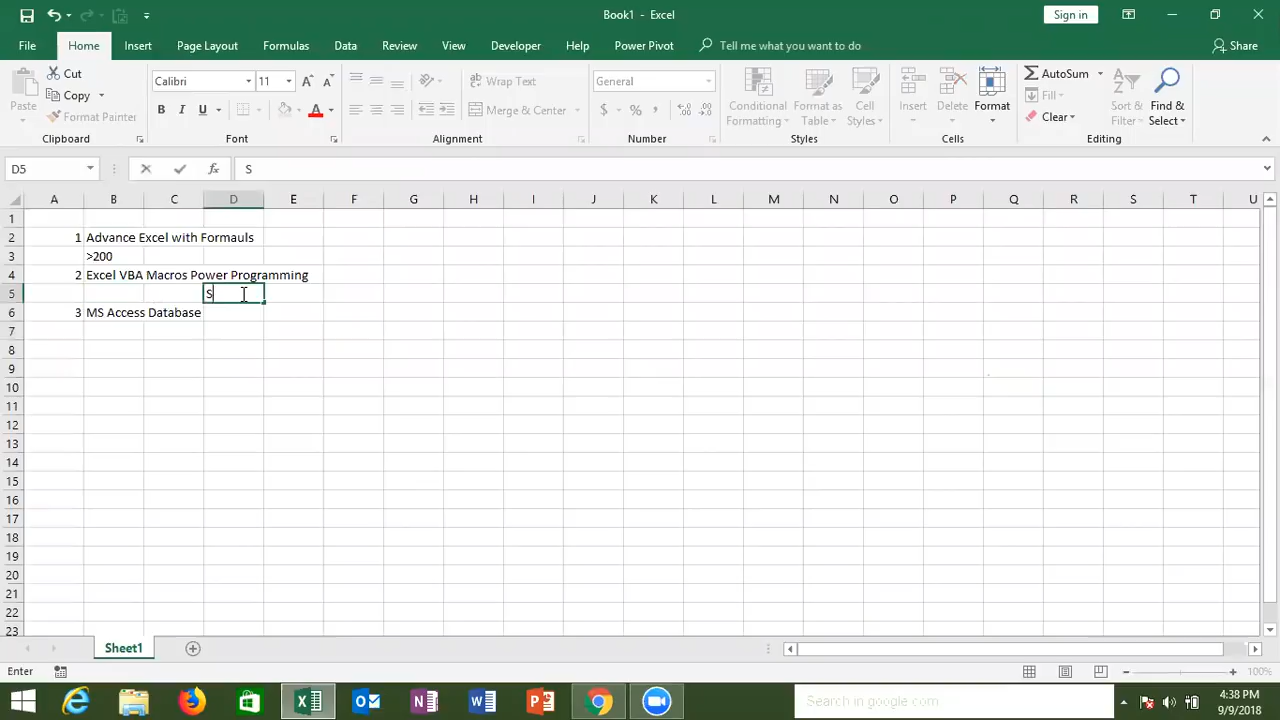 Book1 - Excel
Sign in
File Home Insert Page Layout Formulas Data Review View Developer Help Power Pivot Tell me what you want to do Share
Paste
Cut
Copy
Format Painter
Clipboard
Calibri 11
B I U
A
Font
Wrap Text
Merge & Center
Alignment
General
$ % ,
Number
Conditional Formatting
Format as Table
Cell Styles
Styles
Insert
Delete
Format
Cells
AutoSum
Fill
Clear
Sort & Filter
Find & Select
Editing
D5 fx S
A B C D E F G H I J K L M N O P Q R S T U
1
2 1 Advance Excel with Formauls
3 >200
4 2 Excel VBA Macros Power Programming
5 S
6 3 MS Access Database
7
8
9
10
11
12
13
14
15
16
17
18
19
20
21
22
23
Sheet1
Enter 100%
Search in google.com
4:38 PM
9/9/2018